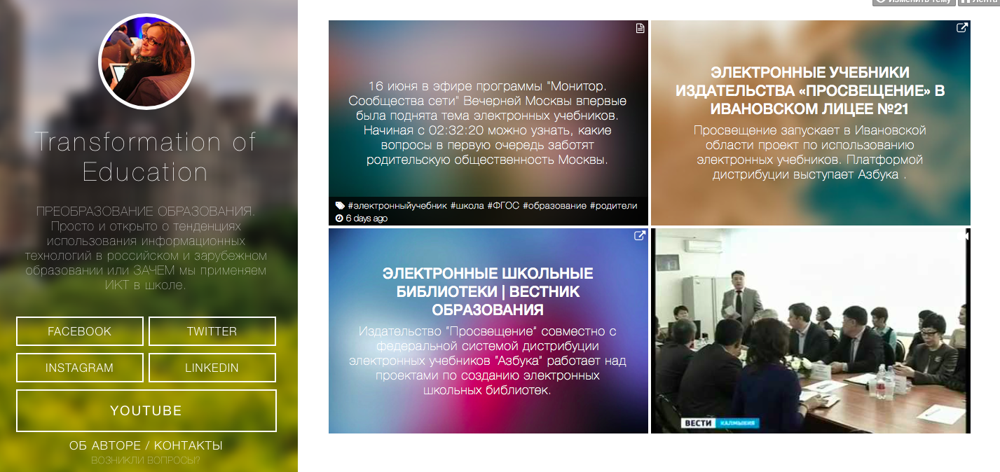 Изменить тему
Лента
Transformation of
Education
ПРЕОБРАЗОВАНИЕ ОБРАЗОВАНИЯ.
Просто и открыто о тенденциях
использования информационных
технологий в российском и зарубежном
образовании или ЗАЧЕМ мы применяем
ИКТ в школе.
FACEBOOK
TWITTER
INSTAGRAM
LINKEDIN
YOUTUBE
ОБ АВТОРЕ / КОНТАКТЫ
ВОЗНИКЛИ ВОПРОСЫ?
16 июня в эфире программы "Монитор.
Сообщества сети" Вечерней Москвы впервые
была поднята тема электронных учебников.
Начиная с 02:32:20 можно узнать, какие
вопросы в первую очередь заботят
родительскую общественность Москвы.
#электронныйучебник #школа #ФГОС #образование #родители
6 days ago
ЭЛЕКТРОННЫЕ УЧЕБНИКИ
ИЗДАТЕЛЬСТВА «ПРОСВЕЩЕНИЕ» В
ИВАНОВСКОМ ЛИЦЕЕ №21
Просвещение запускает в Ивановской
области проект по использованию
электронных учебников. Платформой
дистрибуции выступает Азбука .
ЭЛЕКТРОННЫЕ ШКОЛЬНЫЕ
БИБЛИОТЕКИ | ВЕСТНИК
ОБРАЗОВАНИЯ
Издательство "Просвещение" совместно с
федеральной системой дистрибуции
электронных учебников "Азбука" работает над
проектами по созданию электронных
школьных библиотек.
ВЕСТИ КАЛМЫКИЯ